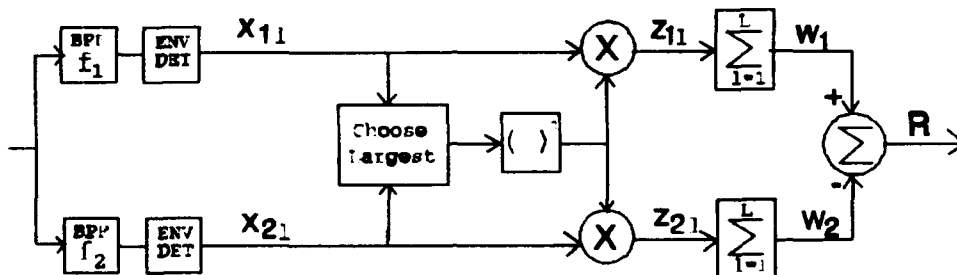 BPF
f1
ENV
DET
X1l
X
Z1l
L
∑
l=1
W1
+
Choose
Largest
( )
∑
R
-
BPF
f2
ENV
DET
X2l
X
Z2l
L
∑
l=1
W2